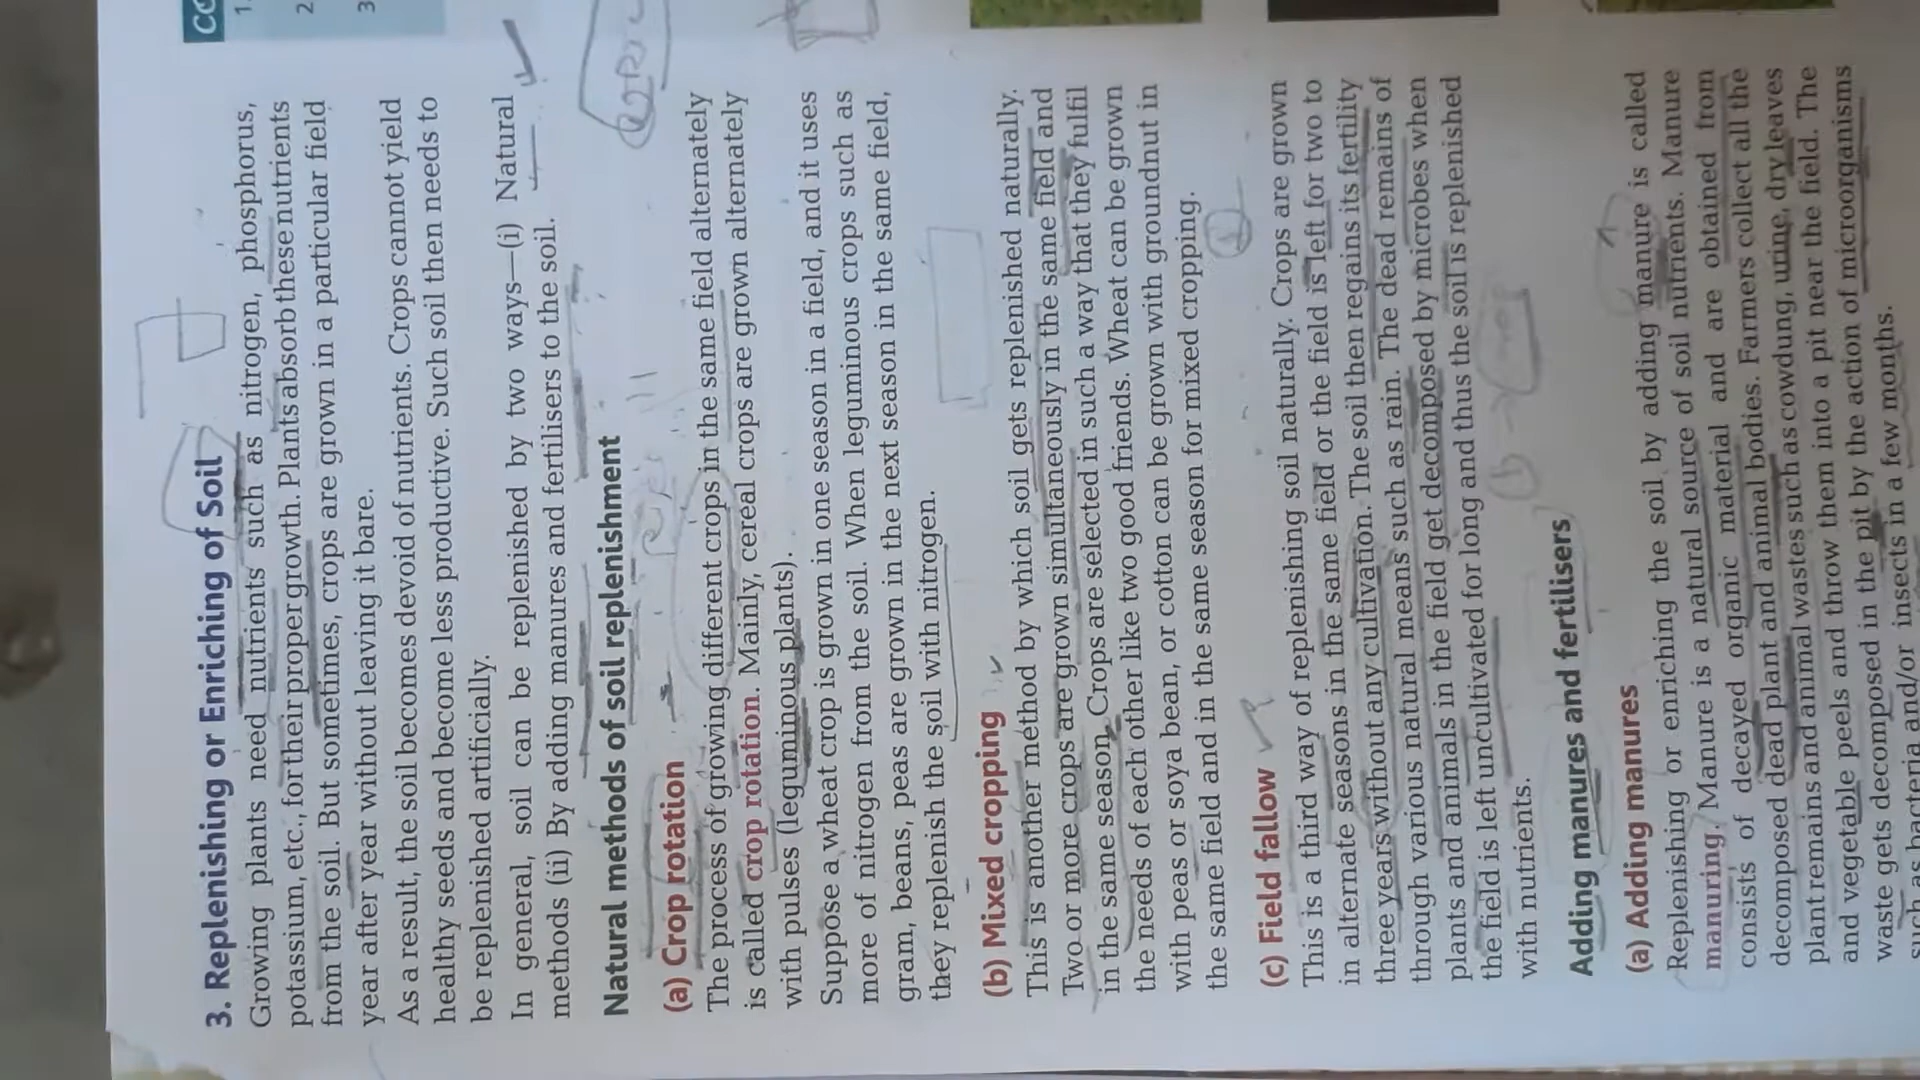 CO
1.
2
3
3. Replenishing or Enriching of Soil
Growing plants need nutrients such as nitrogen, phosphorus,
potassium, etc., for their proper growth. Plants absorb these nutrients
from the soil. But sometimes, crops are grown in a particular field
year after year without leaving it bare.
As a result, the soil becomes devoid of nutrients. Crops cannot yield
healthy seeds and become less productive. Such soil then needs to
be replenished artificially.
In general, soil can be replenished by two ways—(i) Natural
methods (ii) By adding manures and fertilisers to the soil.
Natural methods of soil replenishment
(a) Crop rotation
The process of growing different crops in the same field alternately
is called crop rotation. Mainly, cereal crops are grown alternately
with pulses (leguminous plants).
Suppose a wheat crop is grown in one season in a field, and it uses
more of nitrogen from the soil. When leguminous crops such as
gram, beans, peas are grown in the next season in the same field,
they replenish the soil with nitrogen.
(b) Mixed cropping
This is another method by which soil gets replenished naturally.
Two or more crops are grown simultaneously in the same field and
in the same season. Crops are selected in such a way that they fulfil
the needs of each other like two good friends. Wheat can be grown
with peas or soya bean, or cotton can be grown with groundnut in
the same field and in the same season for mixed cropping.
(c) Field fallow
This is a third way of replenishing soil naturally. Crops are grown
in alternate seasons in the same field or the field is left for two to
three years without any cultivation. The soil then regains its fertility
through various natural means such as rain. The dead remains of
plants and animals in the field get decomposed by microbes when
the field is left uncultivated for long and thus the soil is replenished
with nutrients.
Adding manures and fertilisers
(a) Adding manures
Replenishing or enriching the soil by adding manure is called
manuring. Manure is a natural source of soil nutrients. Manure
consists of decayed organic material and are obtained from
decomposed dead plant and animal bodies. Farmers collect all the
plant remains and animal wastes such as cowdung, urine, dry leaves
and vegetable peels and throw them into a pit near the field. The
waste gets decomposed in the pit by the action of microorganisms
such as bacteria and/or insects in a few months.